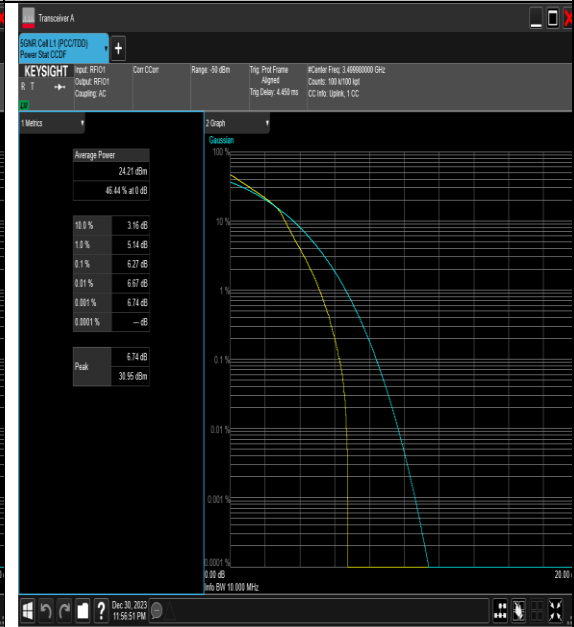 Transceiver A
5GNR Cell L1 (PCC/TDD)
Power Stat CCDF
+
KEYSIGHT
R T
LXI
Input: RFIO1
Output: RFIO1
Coupling: AC
Corr CCorr
Range: -50 dBm
Trig: Prot Frame
Aligned
Trig Delay: 4.450 ms
#Center Freq: 3.499980000 GHz
Counts: 100 k/100 kpt
CC Info: Uplink, 1 CC
1 Metrics
2 Graph
Average Power
24.21 dBm
46.44 % at 0 dB
10.0 % 3.16 dB
1.0 % 5.14 dB
0.1 % 6.27 dB
0.01 % 6.67 dB
0.001 % 6.74 dB
0.0001 % --- dB
Peak
6.74 dB
30.95 dBm
Gaussian
100 %
10 %
1 %
0.1 %
0.01 %
0.001 %
0.0001 %
0.00 dB
20.00
Info BW 10.000 MHz
?
Dec 30, 2023
11:56:51 PM